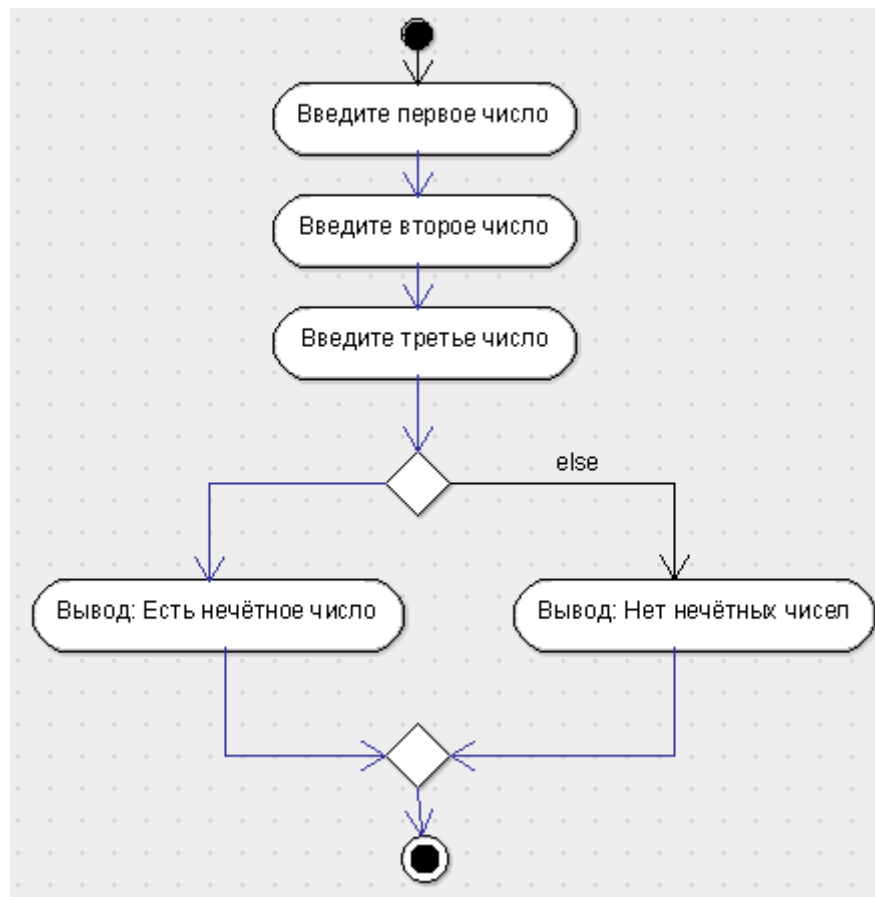 Введите первое число
Введите второе число
Введите третье число
else
Вывод: Есть нечётное число
Вывод: Нет нечётных чисел